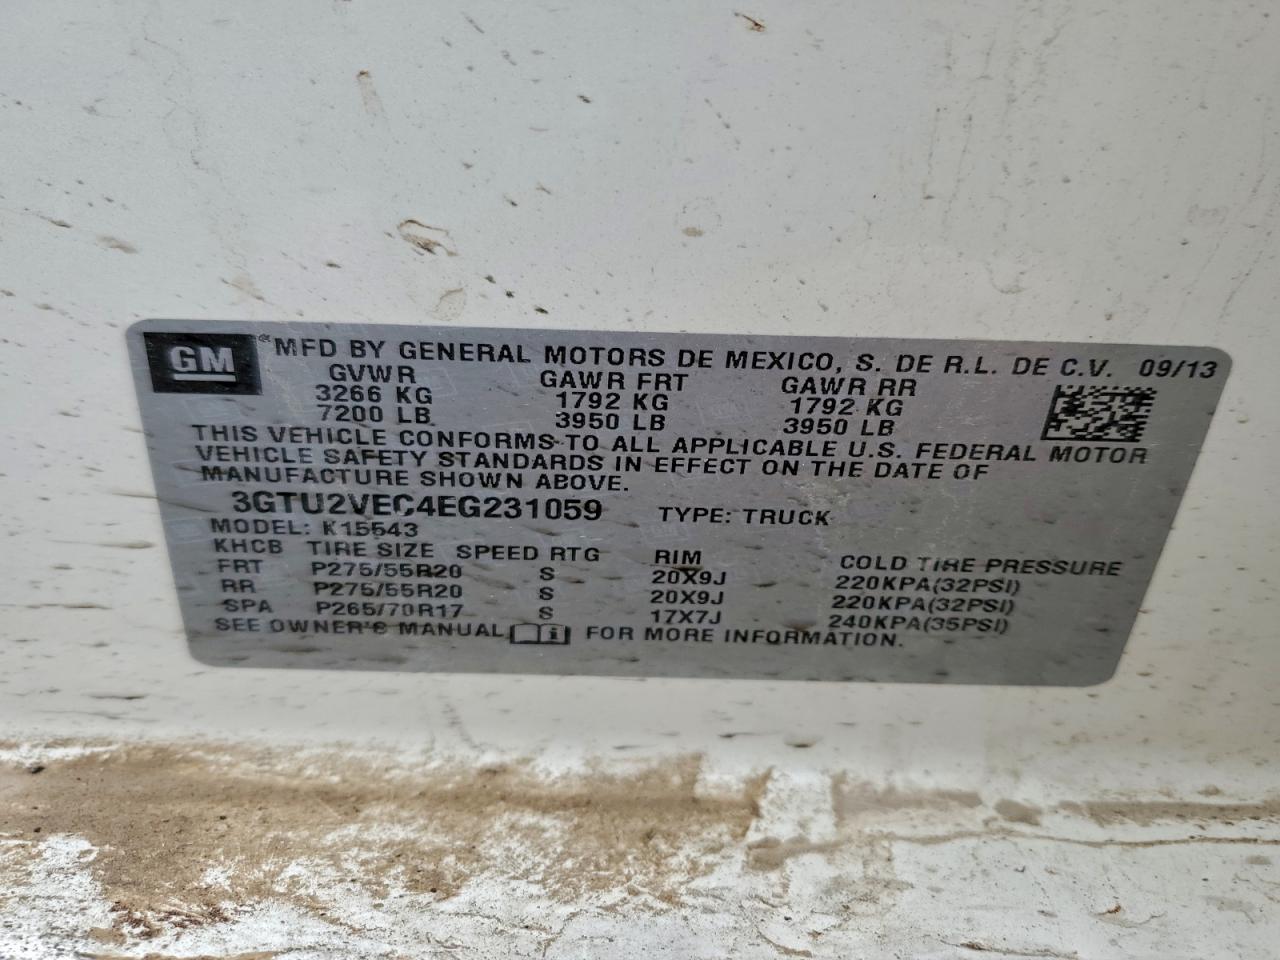 GM ® MFD BY GENERAL MOTORS DE MEXICO, S. DE R.L. DE C.V. 09/13
GVWR GAWR FRT GAWR RR
3266 KG 1792 KG 1792 KG
7200 LB 3950 LB 3950 LB
THIS VEHICLE CONFORMS TO ALL APPLICABLE U.S. FEDERAL MOTOR
VEHICLE SAFETY STANDARDS IN EFFECT ON THE DATE OF
MANUFACTURE SHOWN ABOVE.
3GTU2VEC4EG231059 TYPE: TRUCK
MODEL: K15543
KHCB TIRE SIZE SPEED RTG RIM COLD TIRE PRESSURE
FRT P275/55R20 S 20X9J 220KPA(32PSI)
RR P275/55R20 S 20X9J 220KPA(32PSI)
SPA P265/70R17 S 17X7J 240KPA(35PSI)
SEE OWNER'S MANUAL i FOR MORE INFORMATION.